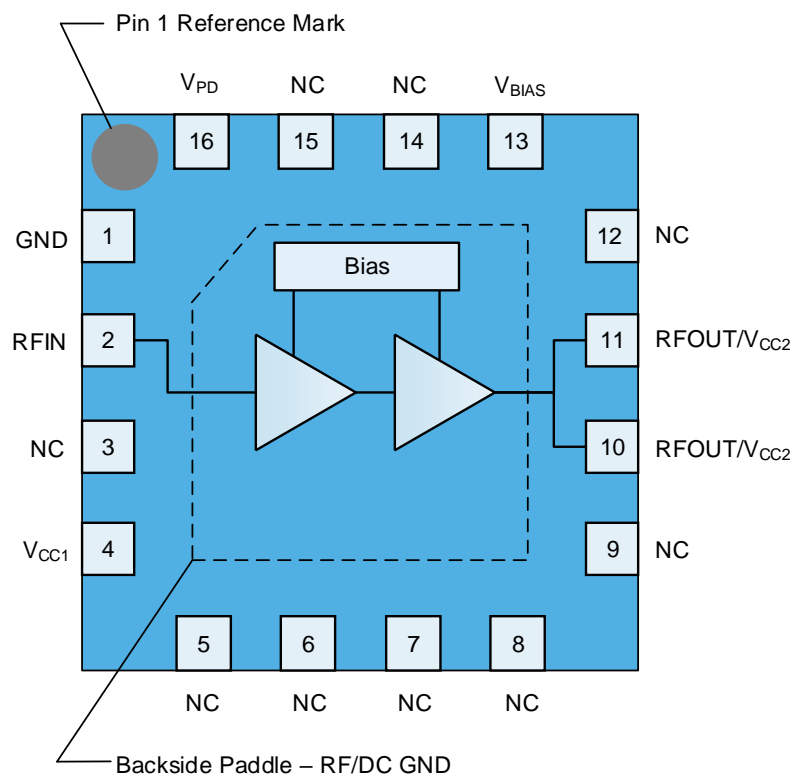 Pin 1 Reference Mark
VPD NC NC VBIAS
16 15 14 13
GND 1 12 NC
Bias
RFIN 2 11 RFOUT/VCC2
NC 3 10 RFOUT/VCC2
VCC1 4 9 NC
5 6 7 8
NC NC NC NC
Backside Paddle – RF/DC GND